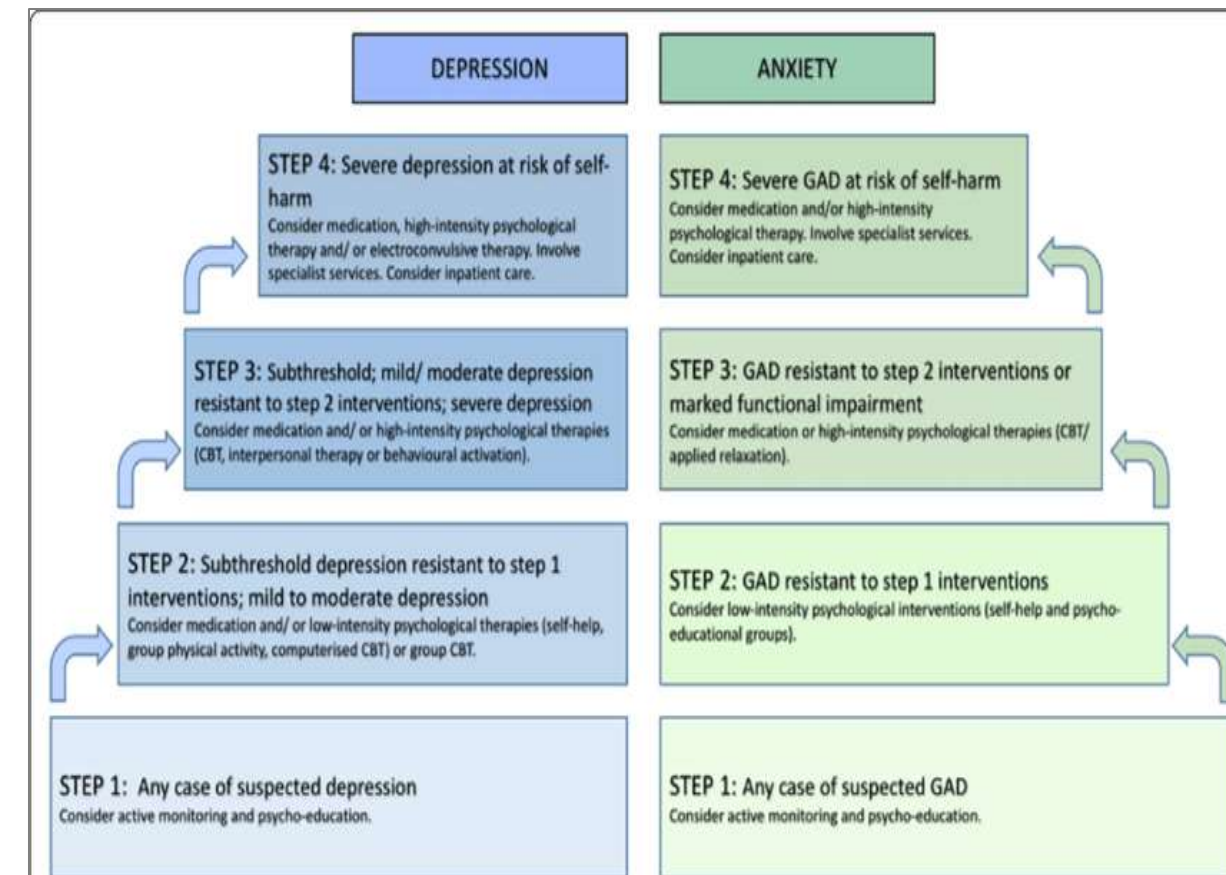 DEPRESSION
STEP 4: Severe depression at risk of self-
harm
Consider medication, high-intensity psychological
therapy and/ or electroconvulsive therapy. Involve
specialist services. Consider inpatient care.
STEP 3: Subthreshold; mild/ moderate depression
resistant to step 2 interventions; severe depression
Consider medication and/ or high-intensity psychological therapies
(CBT, interpersonal therapy or behavioural activation).
STEP 2: Subthreshold depression resistant to step 1
interventions; mild to moderate depression
Consider medication and/ or low-intensity psychological therapies (self-help,
group physical activity, computerised CBT) or group CBT.
STEP 1: Any case of suspected depression
Consider active monitoring and psycho-education.
ANXIETY
STEP 4: Severe GAD at risk of self-harm
Consider medication and/or high-intensity
psychological therapy. Involve specialist services.
Consider inpatient care.
STEP 3: GAD resistant to step 2 interventions or
marked functional impairment
Consider medication or high-intensity psychological therapies (CBT/
applied relaxation).
STEP 2: GAD resistant to step 1 interventions
Consider low-intensity psychological interventions (self-help and psycho-
educational groups).
STEP 1: Any case of suspected GAD
Consider active monitoring and psycho-education.